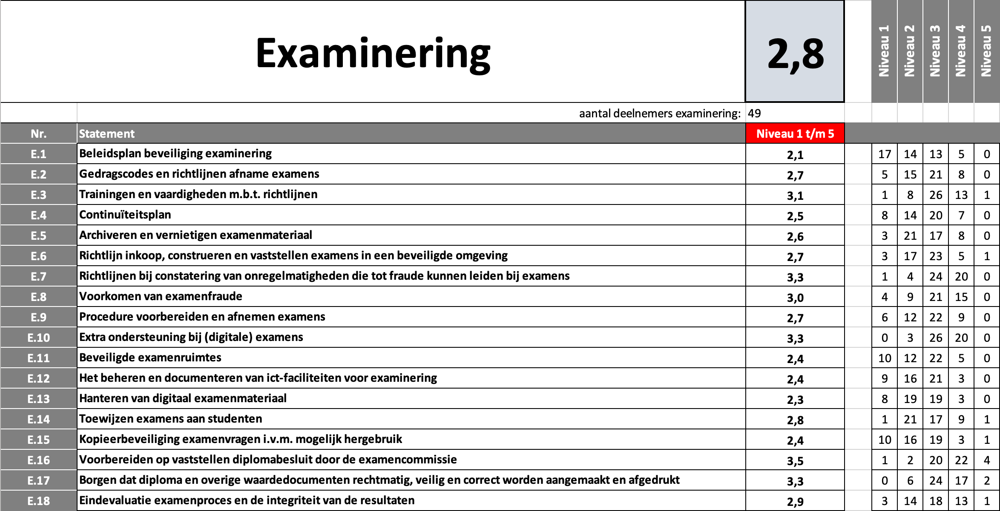 Examinering 2,8 Niveau 1 Niveau 2 Niveau 3 Niveau 4 Niveau 5
aantal deelnemers examinering: 49
Nr. Statement Niveau 1 t/m 5
E.1 Beleidsplan beveiliging examinering 2,1 17 14 13 5 0
E.2 Gedragscodes en richtlijnen afname examens 2,7 5 15 21 8 0
E.3 Trainingen en vaardigheden m.b.t. richtlijnen 3,1 1 8 26 13 1
E.4 Continuïteitsplan 2,5 8 14 20 7 0
E.5 Archiveren en vernietigen examenmateriaal 2,6 3 21 17 8 0
E.6 Richtlijn inkoop, construeren en vaststellen examens in een beveiligde omgeving 2,7 3 17 23 5 1
E.7 Richtlijnen bij constatering van onregelmatigheden die tot fraude kunnen leiden bij examens 3,3 1 4 24 20 0
E.8 Voorkomen van examenfraude 3,0 4 9 21 15 0
E.9 Procedure voorbereiden en afnemen examens 2,7 6 12 22 9 0
E.10 Extra ondersteuning bij (digitale) examens 3,3 0 3 26 20 0
E.11 Beveiligde examenruimtes 2,4 10 12 22 5 0
E.12 Het beheren en documenteren van ict-faciliteiten voor examinering 2,4 9 16 21 3 0
E.13 Hanteren van digitaal examenmateriaal 2,3 8 19 19 3 0
E.14 Toewijzen examens aan studenten 2,8 1 21 17 9 1
E.15 Kopieerbeveiliging examenvragen i.v.m. mogelijk hergebruik 2,4 10 16 19 3 1
E.16 Voorbereiden op vaststellen diplomabesluit door de examencommissie 3,5 1 2 20 22 4
E.17 Borgen dat diploma en overige waardedocumenten rechtmatig, veilig en correct worden aangemaakt en afgedrukt 3,3 0 6 24 17 2
E.18 Eindevaluatie examenproces en de integriteit van de resultaten 2,9 3 14 18 13 1